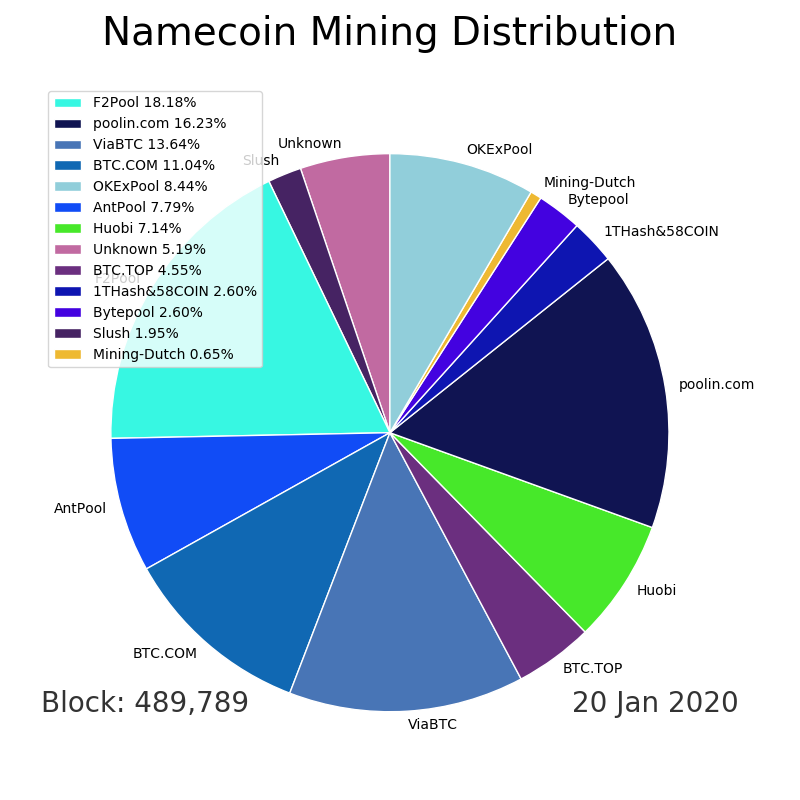 Namecoin Mining Distribution
F2Pool 18.18%
poolin.com 16.23%
ViaBTC 13.64%
BTC.COM 11.04%
OKExPool 8.44%
AntPool 7.79%
Huobi 7.14%
Unknown 5.19%
BTC.TOP 4.55%
1THash&58COIN 2.60%
Bytepool 2.60%
Slush 1.95%
Mining-Dutch 0.65%
Unknown
Slush
OKExPool
Mining-Dutch
Bytepool
1THash&58COIN
F2Pool
poolin.com
AntPool
Huobi
BTC.COM
BTC.TOP
ViaBTC
Block: 489,789
20 Jan 2020